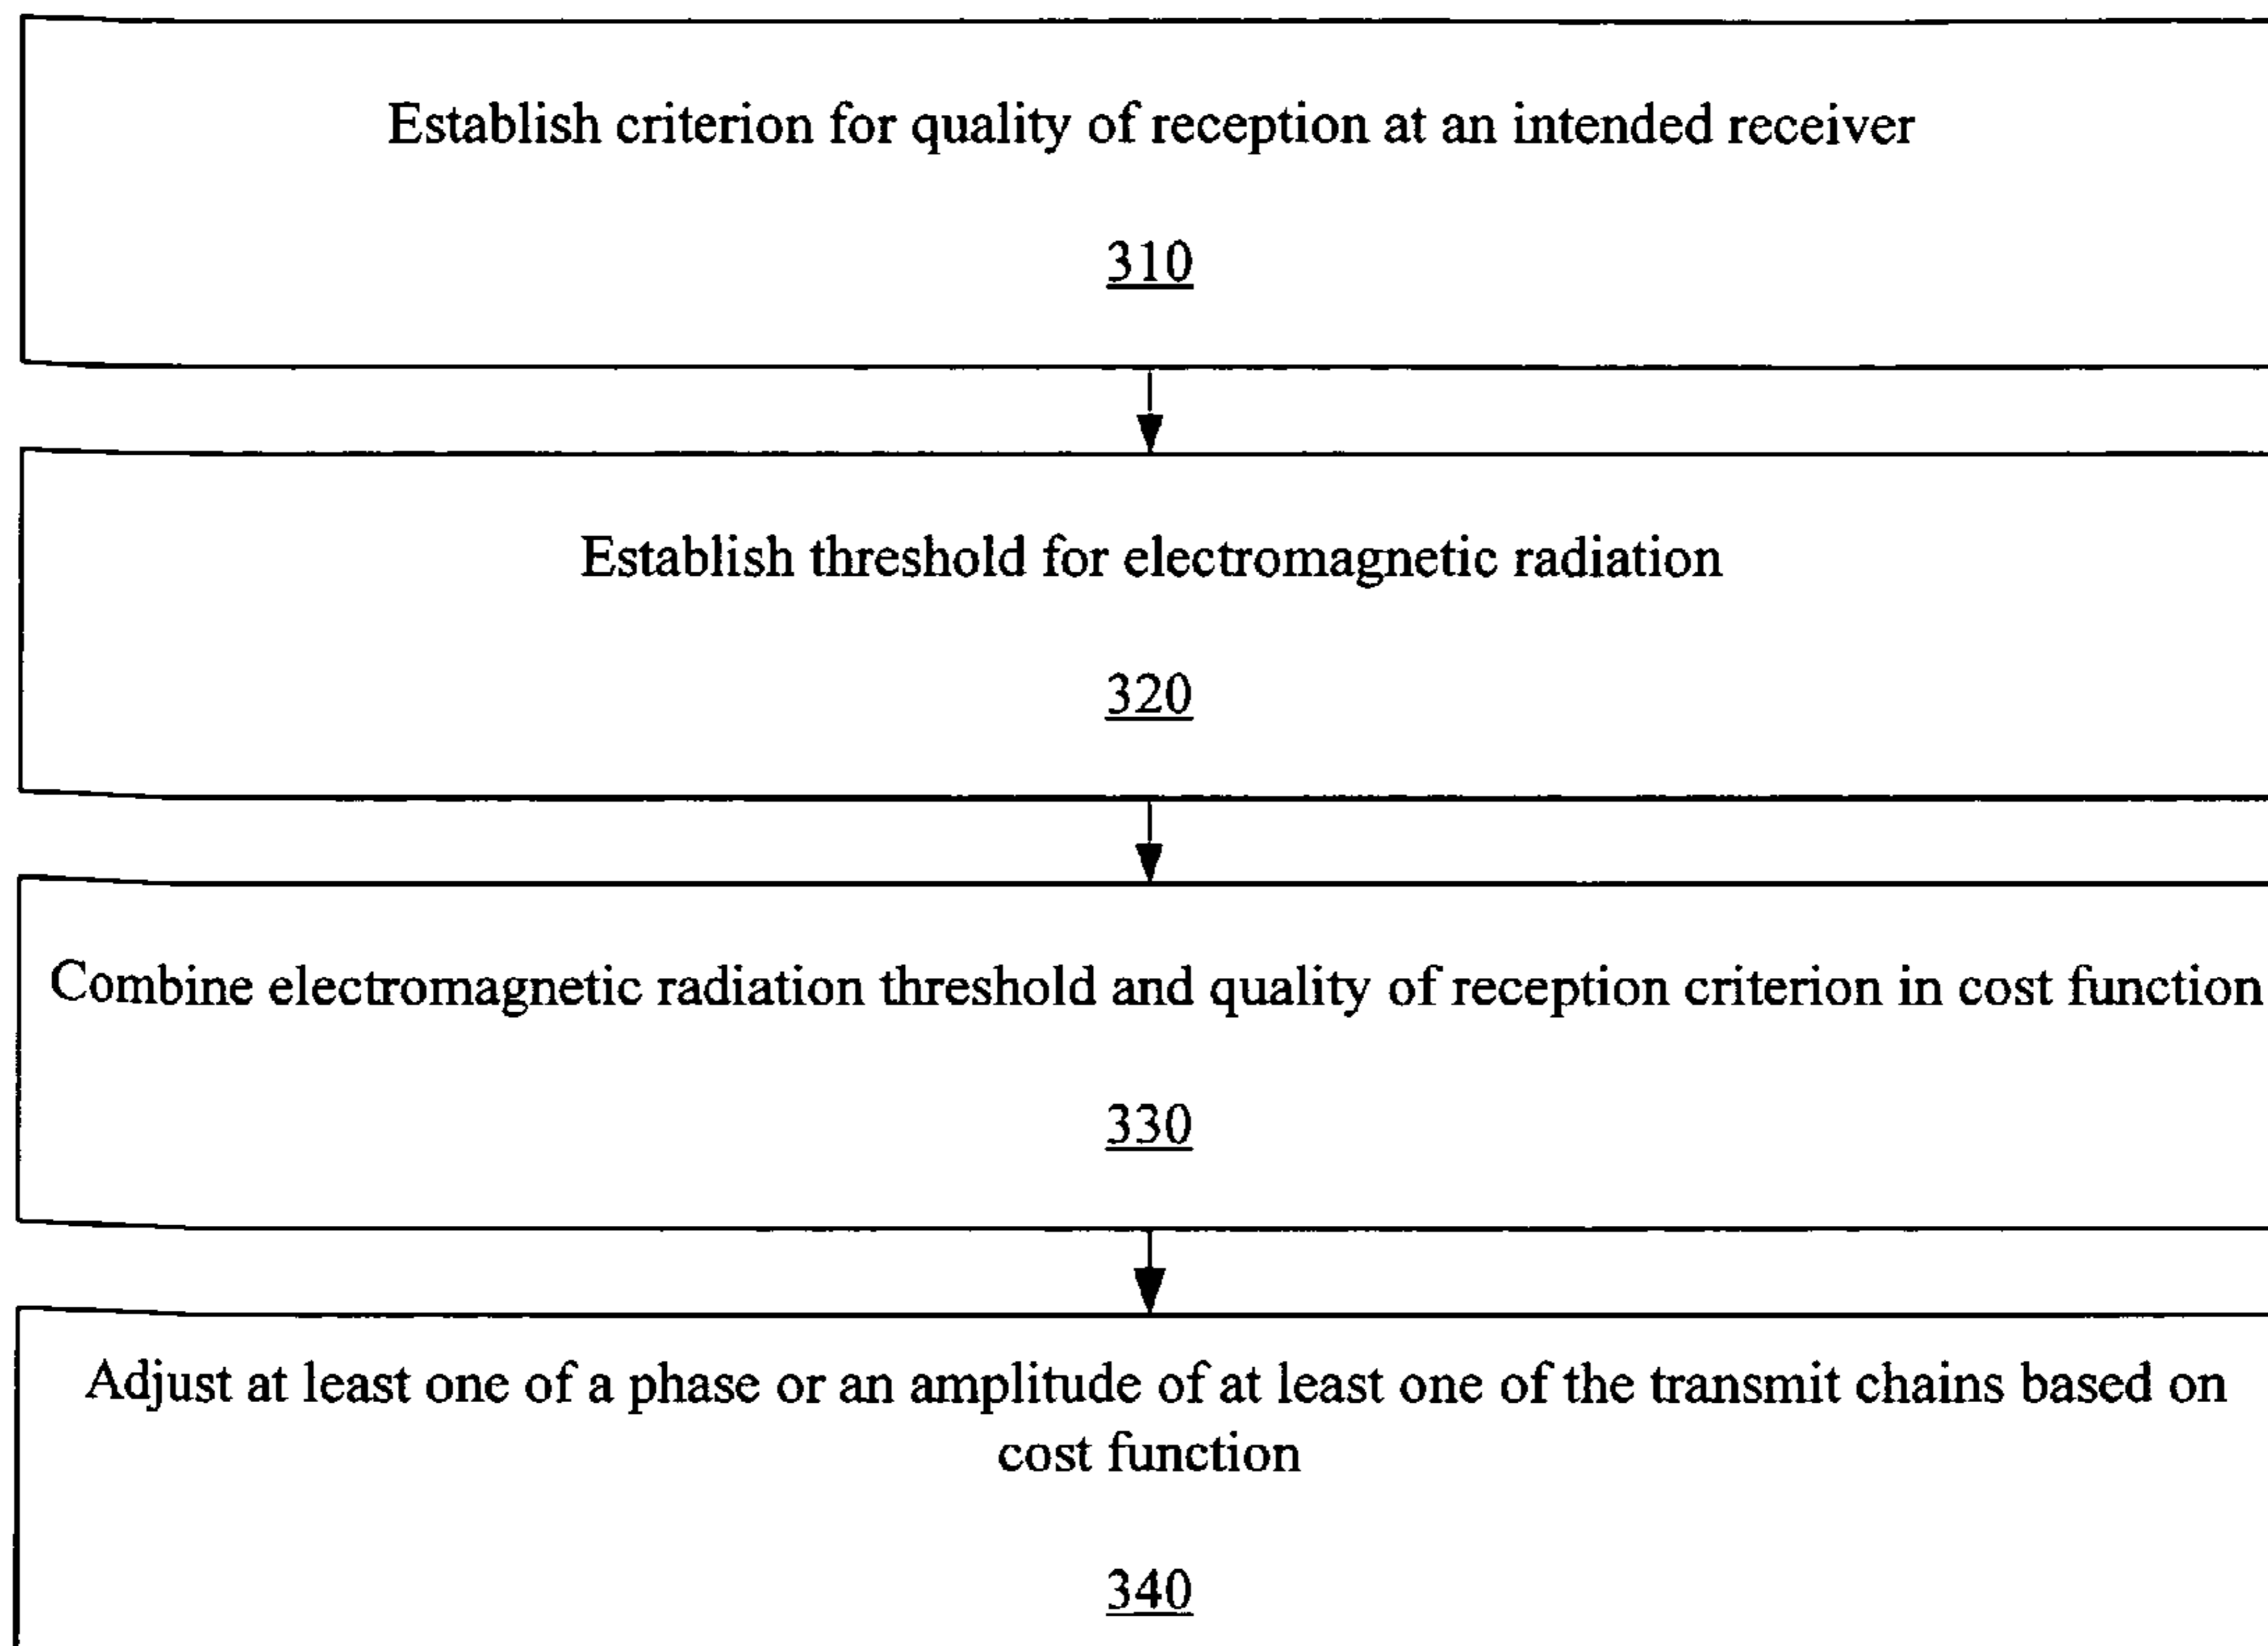 Establish criterion for quality of reception at an intended receiver
310
Establish threshold for electromagnetic radiation
320
Combine electromagnetic radiation threshold and quality of reception criterion in cost function
330
Adjust at least one of a phase or an amplitude of at least one of the transmit chains based on
cost function
340